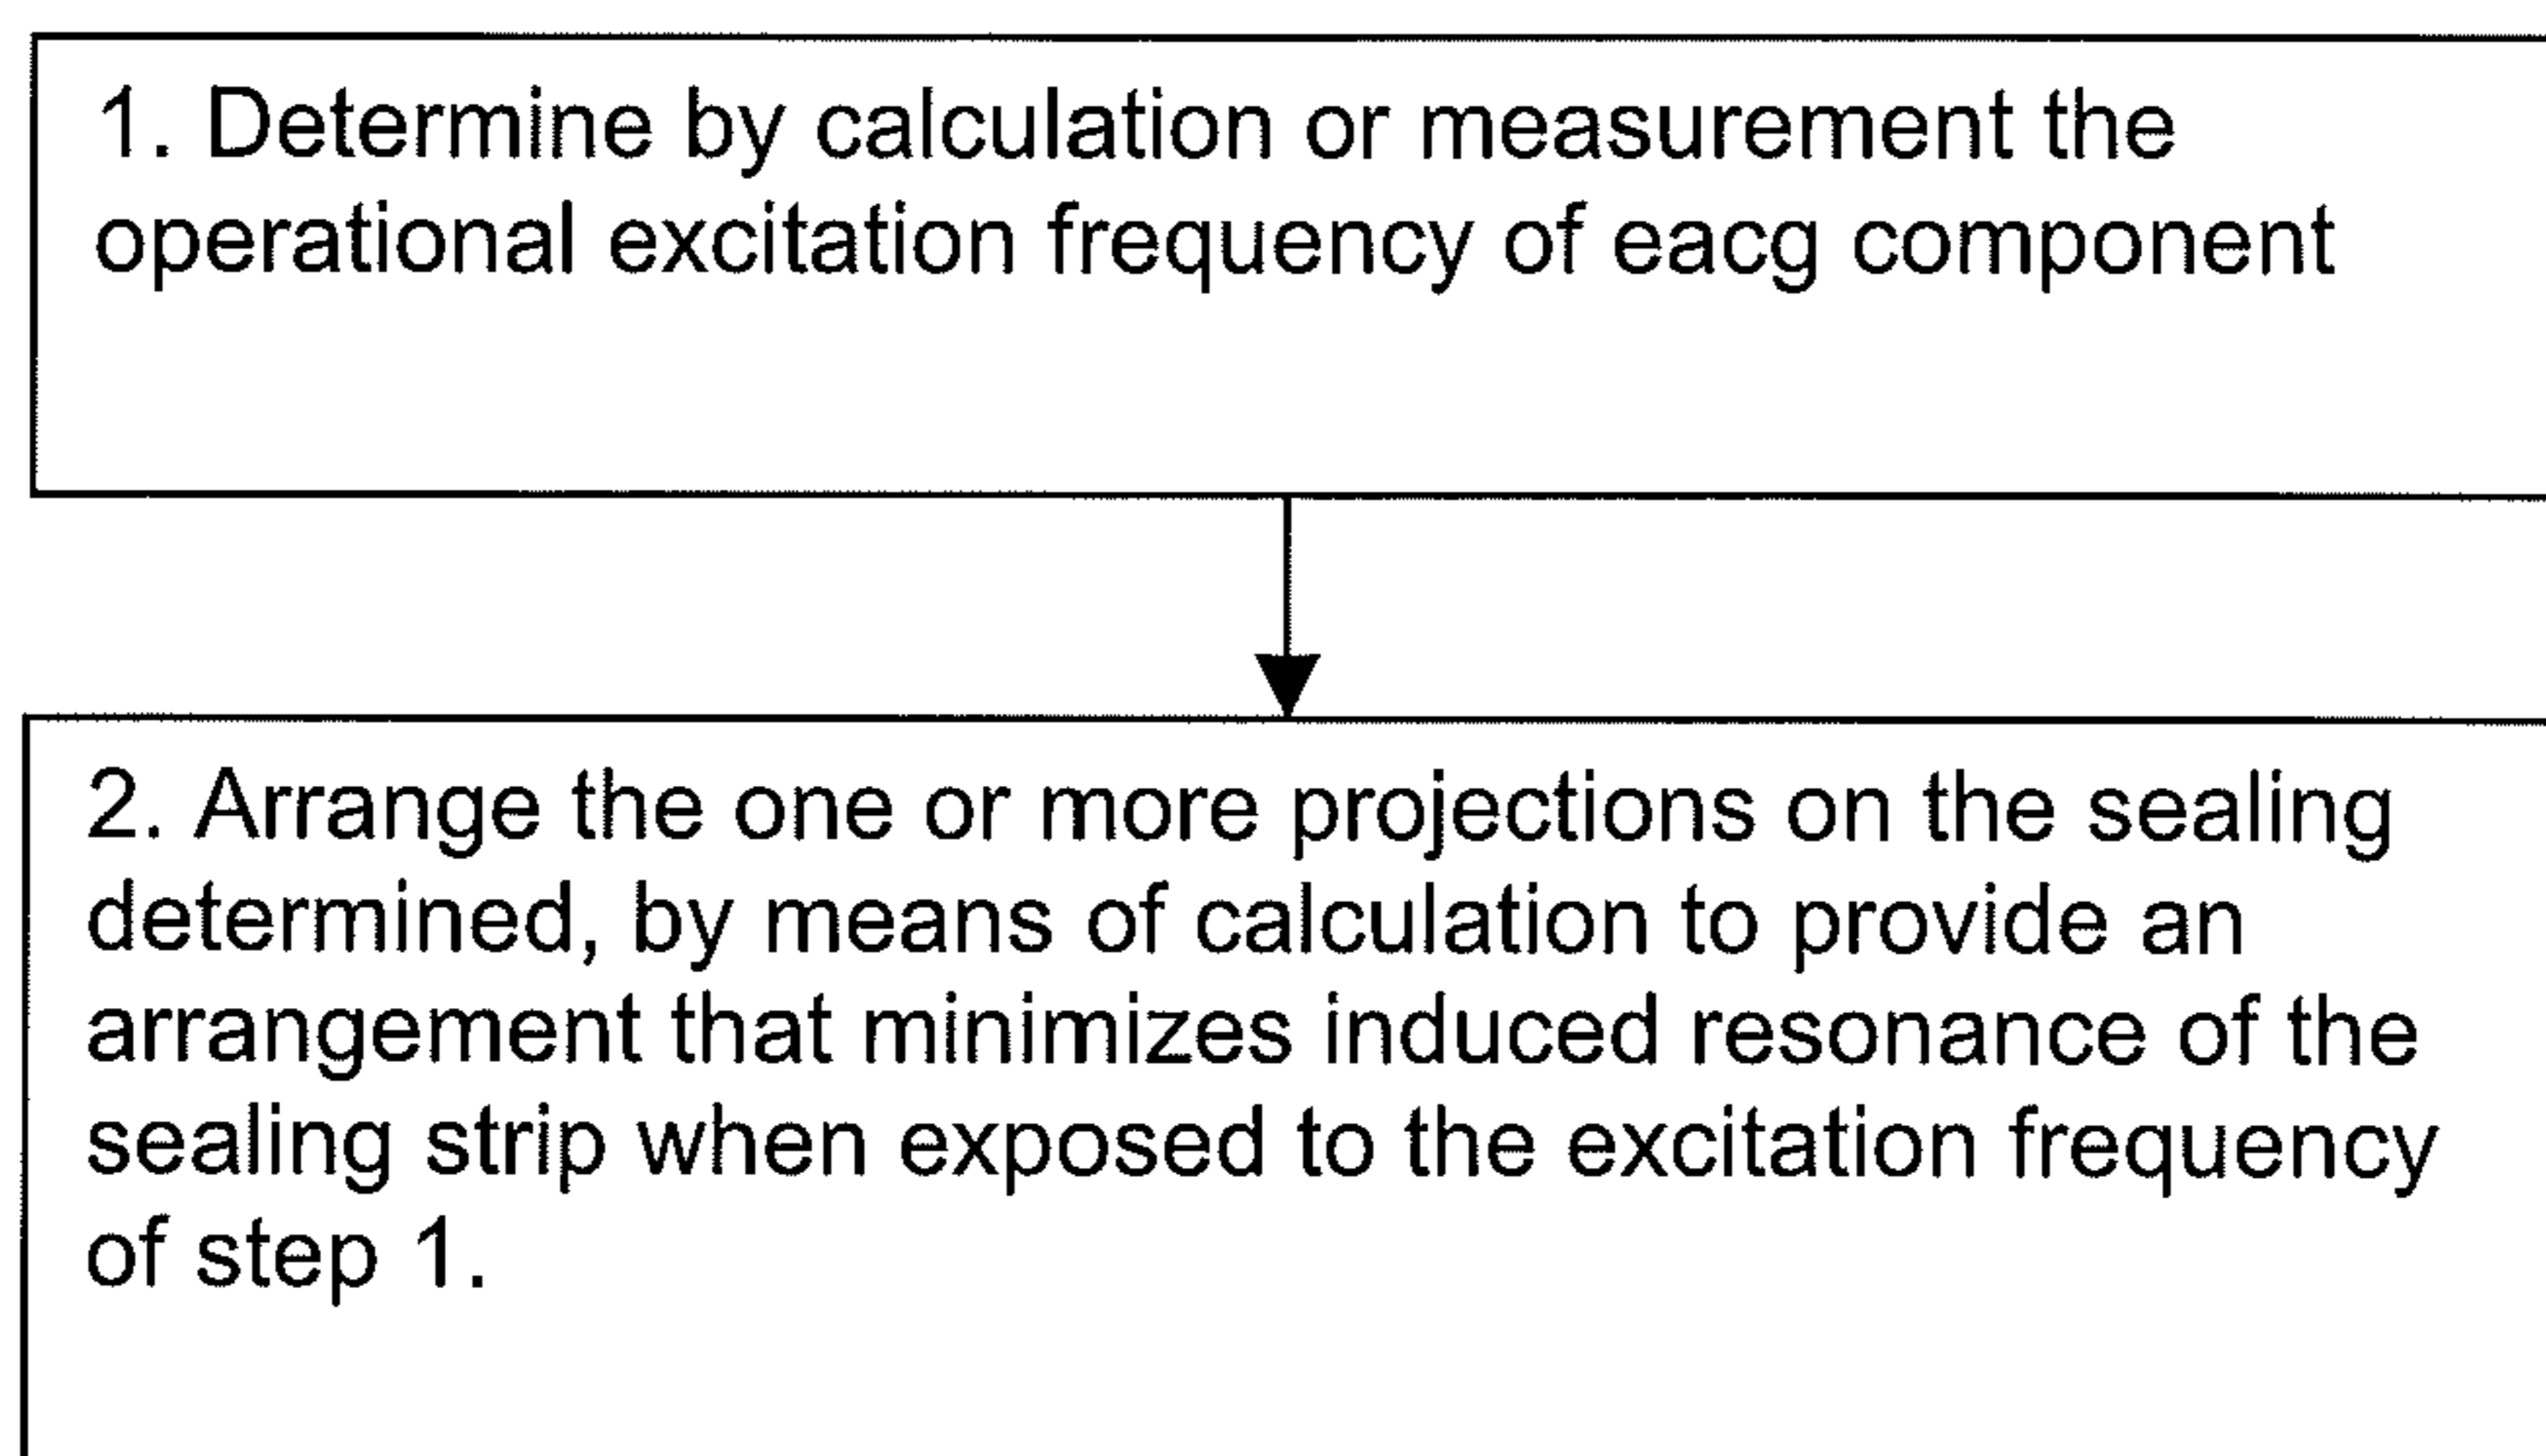 1. Determine by calculation or measurement the
operational excitation frequency of eacg component
2. Arrange the one or more projections on the sealing
determined, by means of calculation to provide an
arrangement that minimizes induced resonance of the
sealing strip when exposed to the excitation frequency
of step 1.